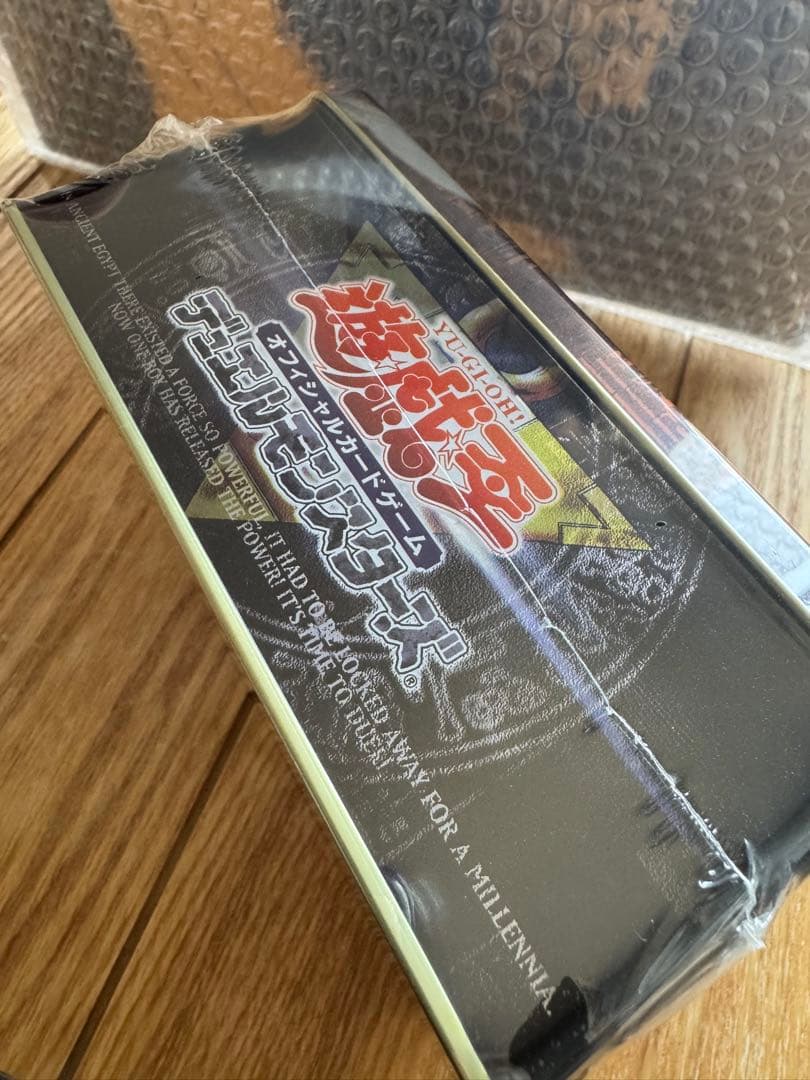 YU-GI-OH!
遊戯王
オフィシャルカードゲーム
デュエルモンスターズ®
ANCIENT EGYPT THERE EXISTED A FORCE SO POWERFUL, IT HAD TO BE LOCKED AWAY FOR A MILLENNIA.
NOW ONE BOY HAS RELEASED THE POWER! IT'S TIME TO DUEL!